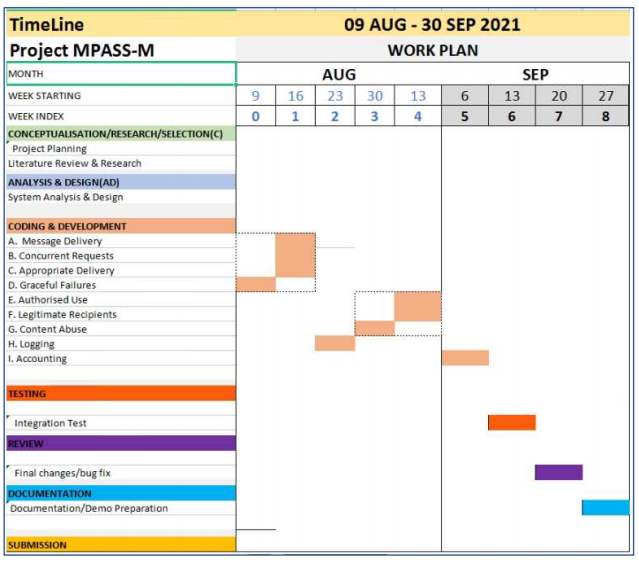 TimeLine 09 AUG - 30 SEP 2021
Project MPASS-M WORK PLAN
MONTH AUG SEP
WEEK STARTING 9 16 23 30 13 6 13 20 27
WEEK INDEX 0 1 2 3 4 5 6 7 8
CONCEPTUALISATION/RESEARCH/SELECTION(C)
Project Planning
Literature Review & Research
ANALYSIS & DESIGN(AD)
System Analysis & Design
CODING & DEVELOPMENT
A. Message Delivery
B. Concurrent Requests
C. Appropriate Delivery
D. Graceful Failures
E. Authorised Use
F. Legitimate Recipients
G. Content Abuse
H. Logging
I. Accounting
TESTING
Integration Test
REVIEW
Final changes/bug fix
DOCUMENTATION
Documentation/Demo Preparation
SUBMISSION